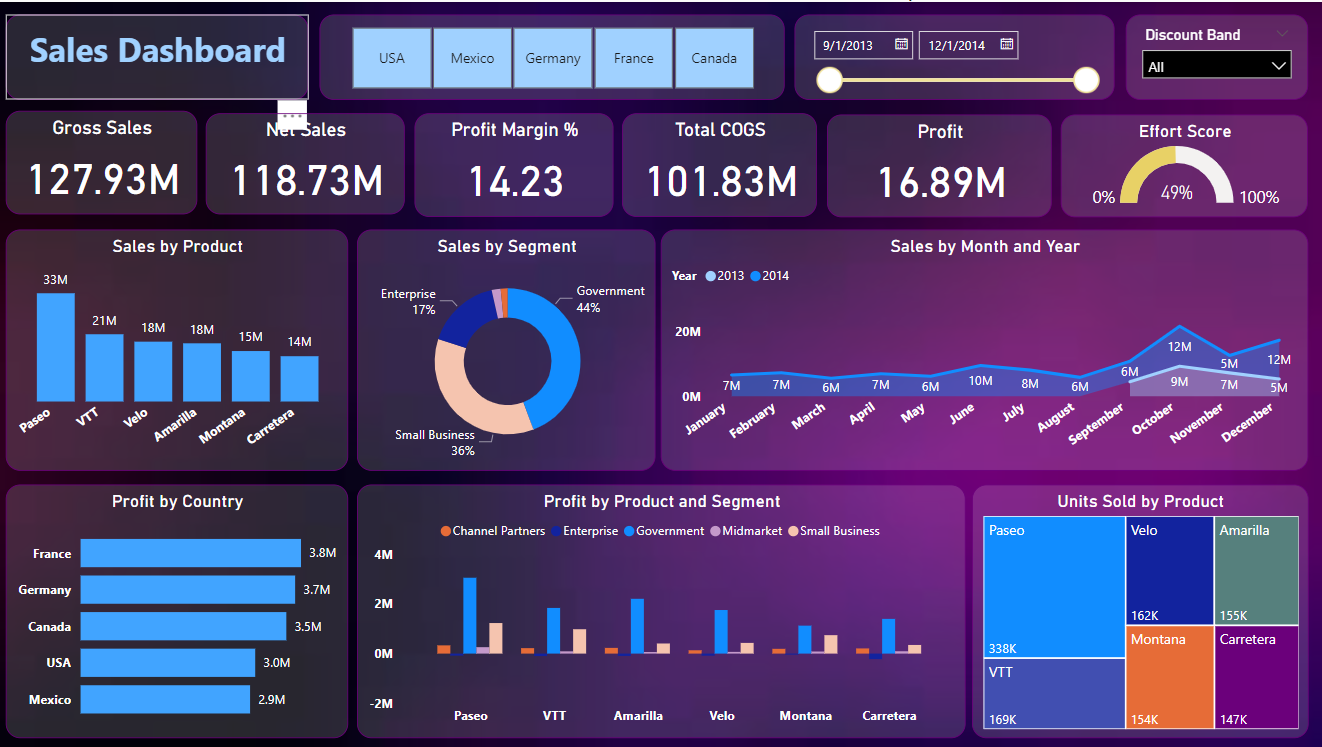 Sales Dashboard
USA
Mexico
Germany
France
Canada
9/1/2013
12/1/2014
Discount Band
All
Gross Sales
127.93M
Net Sales
118.73M
Profit Margin %
14.23
Total COGS
101.83M
Profit
16.89M
Effort Score
0%
49%
100%
Sales by Product
33M
21M
18M
18M
15M
14M
Paseo
VTT
Velo
Amarilla
Montana
Carretera
Sales by Segment
Enterprise
17%
Government
44%
Small Business
36%
Sales by Month and Year
Year 2013 2014
20M
0M
7M
7M
6M
7M
6M
10M
8M
6M
6M
12M
5M
12M
9M
7M
5M
January
February
March
April
May
June
July
August
September
October
November
December
Profit by Country
France 3.8M
Germany 3.7M
Canada 3.5M
USA 3.0M
Mexico 2.9M
Profit by Product and Segment
Channel Partners Enterprise Government Midmarket Small Business
4M
2M
0M
-2M
Paseo
VTT
Amarilla
Velo
Montana
Carretera
Units Sold by Product
Paseo
338K
VTT
169K
Velo
162K
Amarilla
155K
Montana
154K
Carretera
147K